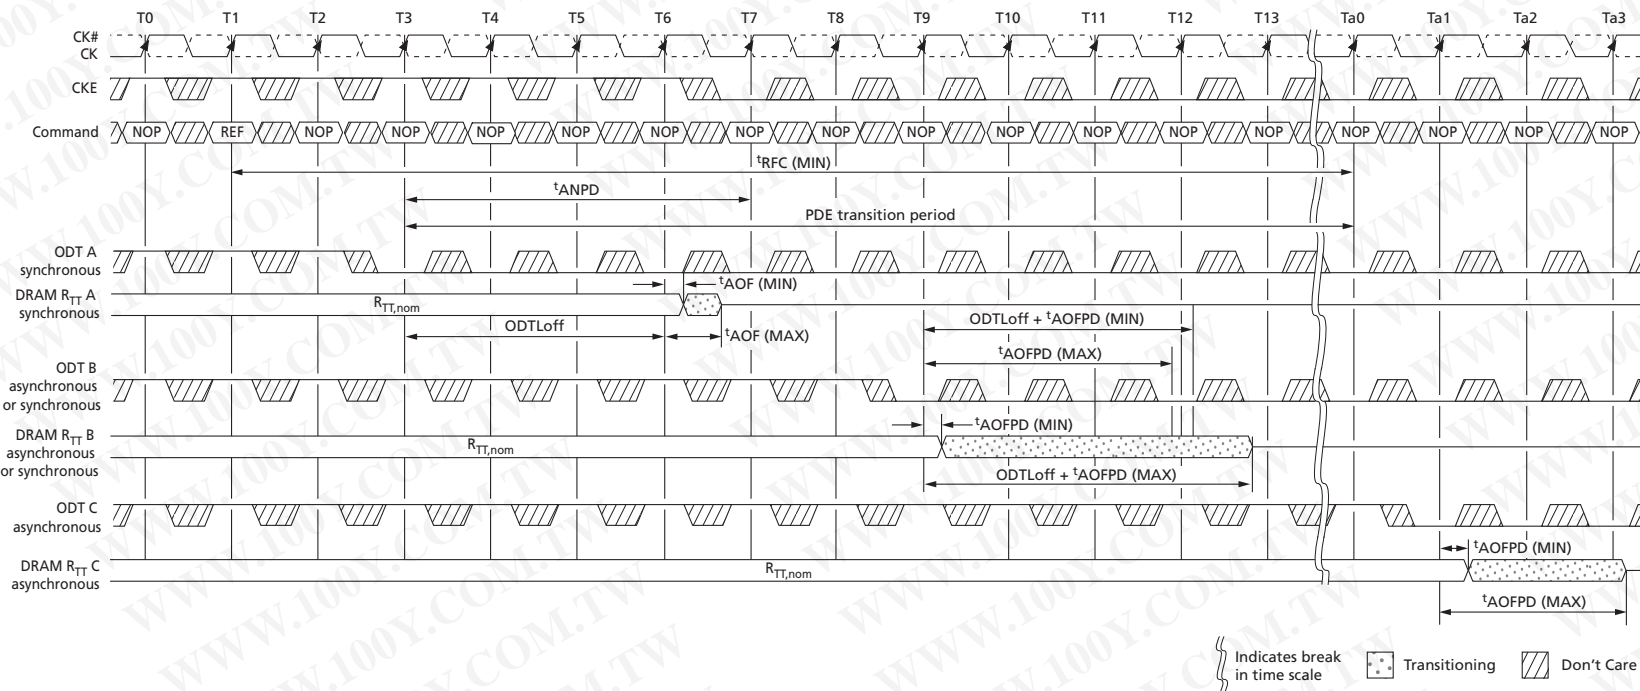 T0 T1 T2 T3 T4 T5 T6 T7 T8 T9 T10 T11 T12 T13 Ta0 Ta1 Ta2 Ta3
CK#
CK
CKE
Command NOP REF NOP NOP NOP NOP NOP NOP NOP NOP NOP NOP NOP NOP NOP NOP NOP NOP
tRFC (MIN)
tANPD
PDE transition period
ODT A
synchronous
tAOF (MIN)
DRAM RTT A
synchronous
RTT,nom
ODTLoff
tAOF (MAX)
ODTLoff + tAOFPD (MIN)
tAOFPD (MAX)
ODT B
asynchronous
or synchronous
tAOFPD (MIN)
DRAM RTT B
asynchronous
or synchronous
RTT,nom
ODTLoff + tAOFPD (MAX)
ODT C
asynchronous
tAOFPD (MIN)
DRAM RTT C
asynchronous
RTT,nom
tAOFPD (MAX)
Indicates break
in time scale
Transitioning
Don't Care
WWW.100Y.COM.TW